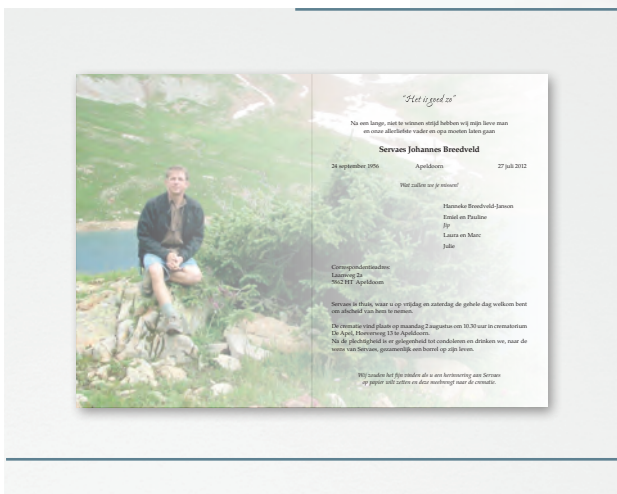 "Het is goed zo"
Na een lange, niet te winnen strijd hebben wij mijn lieve man
en onze allerliefste vader en opa moeten laten gaan
Servaes Johannes Breedveld
24 september 1956 Apeldoorn 27 juli 2012
Wat zullen we je missen!
Hanneke Breedveld-Janson
Emiel en Pauline
Jip
Laura en Marc
Julie
Correspondentieadres:
Laanweg 2a
5562 HT Apeldoorn
Servaes is thuis, waar u op vrijdag en zaterdag de gehele dag welkom bent
om afscheid van hem te nemen.
De crematie vind plaats op maandag 2 augustus om 10.30 uur in crematorium
De Apel, Hoeverweg 13 te Apeldoorn.
Na de plechtigheid is er gelegenheid tot condoleren en drinken we, naar de
wens van Servaes, gezamenlijk een borrel op zijn leven.
Wij zouden het fijn vinden als u een herinnering aan Servaes
op papier wilt zetten en deze meebrengt naar de crematie.